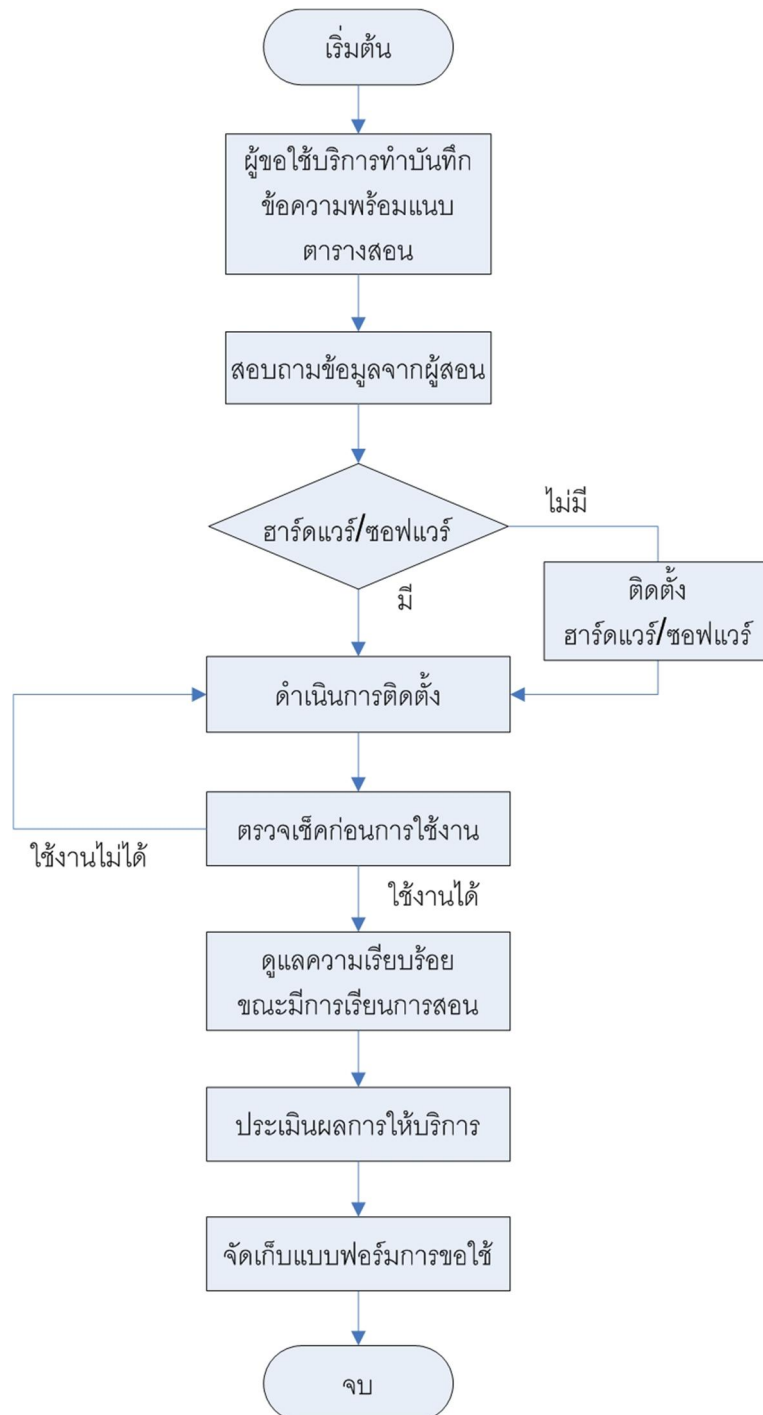 เริ่มต้น
ผู้ขอใช้บริการทำบันทึก
ข้อความพร้อมแนบ
ตารางสอน
สอบถามข้อมูลจากผู้สอน
ฮาร์ดแวร์/ซอฟแวร์
ไม่มี
มี
ติดตั้ง
ฮาร์ดแวร์/ซอฟแวร์
ดำเนินการติดตั้ง
ตรวจเช็คก่อนการใช้งาน
ใช้งานไม่ได้
ใช้งานได้
ดูแลความเรียบร้อย
ขณะมีการเรียนการสอน
ประเมินผลการให้บริการ
จัดเก็บแบบฟอร์มการขอใช้
จบ